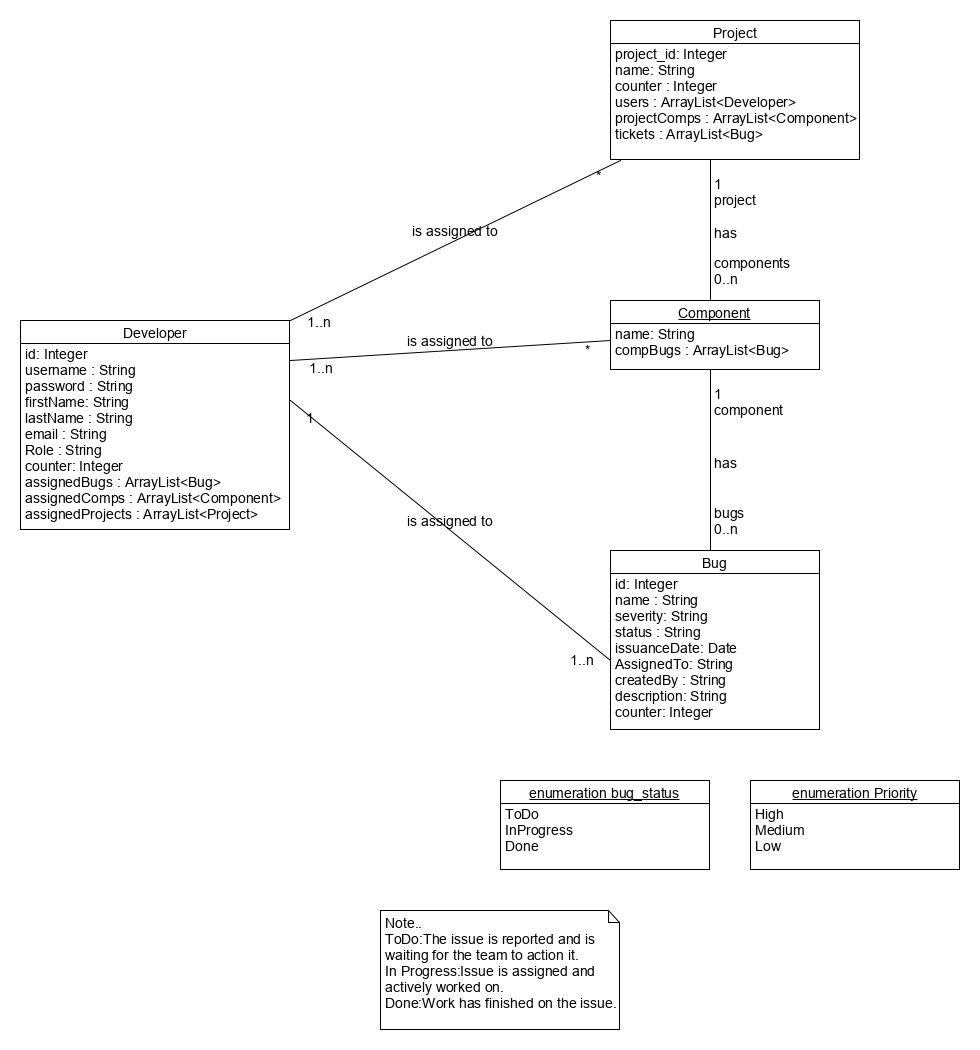 Project
project_id: Integer
name: String
counter : Integer
users : ArrayList<Developer>
projectComps : ArrayList<Component>
tickets : ArrayList<Bug>
*
is assigned to
1..n
1
project
has
components
0..n
Developer
id: Integer
username : String
password : String
firstName: String
lastName : String
email : String
Role : String
counter: Integer
assignedBugs : ArrayList<Bug>
assignedComps : ArrayList<Component>
assignedProjects : ArrayList<Project>
is assigned to
*
1..n
Component
name: String
compBugs : ArrayList<Bug>
1
is assigned to
1..n
1
component
has
bugs
0..n
Bug
id: Integer
name : String
severity: String
status : String
issuanceDate: Date
AssignedTo: String
createdBy : String
description: String
counter: Integer
enumeration bug_status
ToDo
InProgress
Done
enumeration Priority
High
Medium
Low
Note..
ToDo:The issue is reported and is
waiting for the team to action it.
In Progress:Issue is assigned and
actively worked on.
Done:Work has finished on the issue.